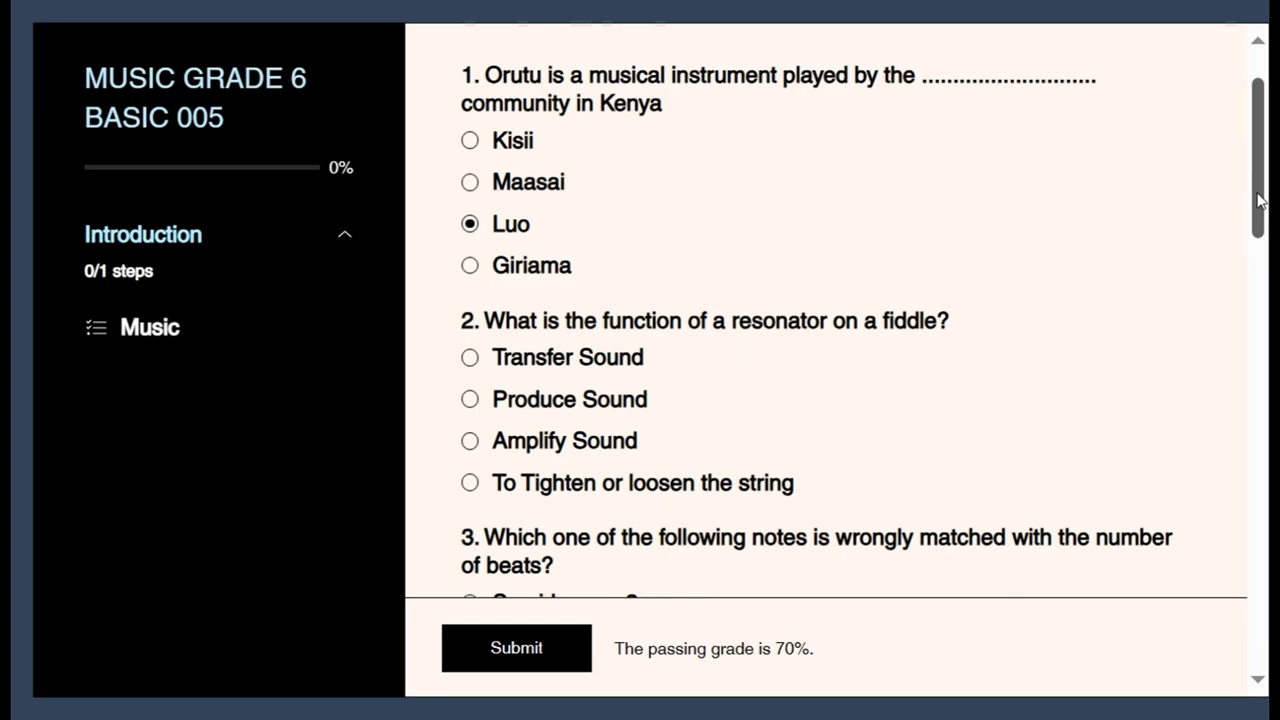 MUSIC GRADE 6
BASIC 005
0%
Introduction
0/1 steps
Music
1. Orutu is a musical instrument played by the ............................
community in Kenya
Kisii
Maasai
Luo
Giriama
2. What is the function of a resonator on a fiddle?
Transfer Sound
Produce Sound
Amplify Sound
To Tighten or loosen the string
3. Which one of the following notes is wrongly matched with the number
of beats?
Submit
The passing grade is 70%.